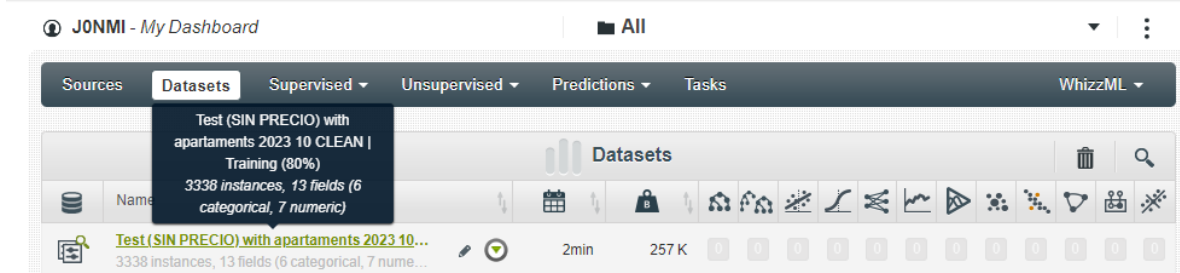 J0NMI - My Dashboard
All
Sources Datasets Supervised Unsupervised Predictions Tasks WhizzML
Test (SIN PRECIO) with
apartaments 2023 10 CLEAN |
Training (80%)
3338 instances, 13 fields (6
categorical, 7 numeric)
Datasets
Name
B
Test (SIN PRECIO) with apartaments 2023 10... 2min 257 K 0 0 0 0 0 0 0 0 0 0 0 0
3338 instances, 13 fields (6 categorical, 7 nume...